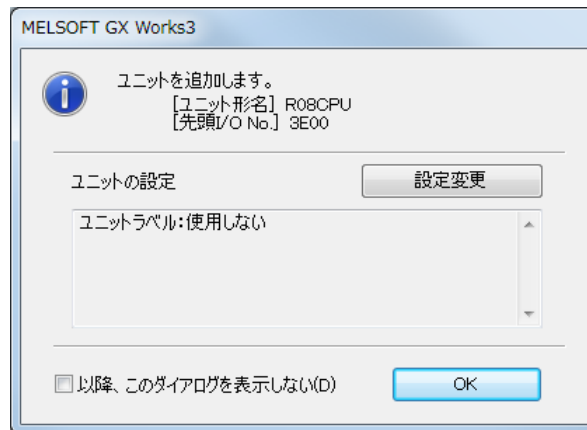 MELSOFT GX Works3
ユニットを追加します。
[ユニット形名] R08CPU
[先頭I/O No.] 3E00
ユニットの設定
設定変更
ユニットラベル:使用しない
以降、このダイアログを表示しない(D)
OK